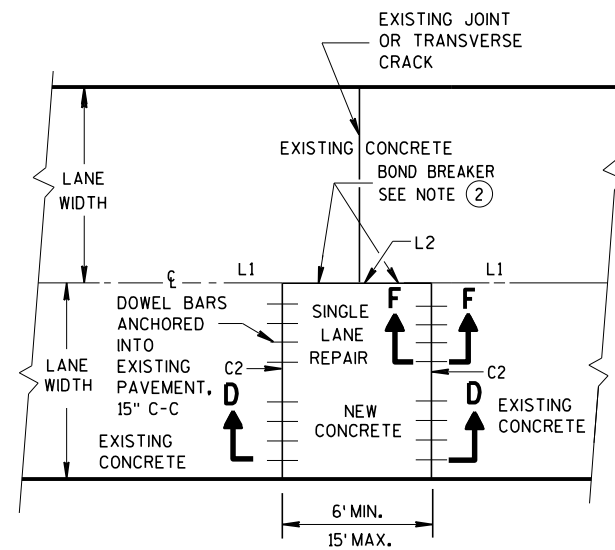 EXISTING JOINT
OR TRANSVERSE
CRACK
EXISTING CONCRETE
BOND BREAKER
SEE NOTE 2
LANE
WIDTH
L2
L1
℄
L1
DOWEL BARS
ANCHORED
INTO
EXISTING
PAVEMENT,
15" C-C
SINGLE
LANE
REPAIR
F
F
LANE
WIDTH
C2
C2
D
D
NEW
CONCRETE
EXISTING
CONCRETE
EXISTING
CONCRETE
6' MIN.
15' MAX.